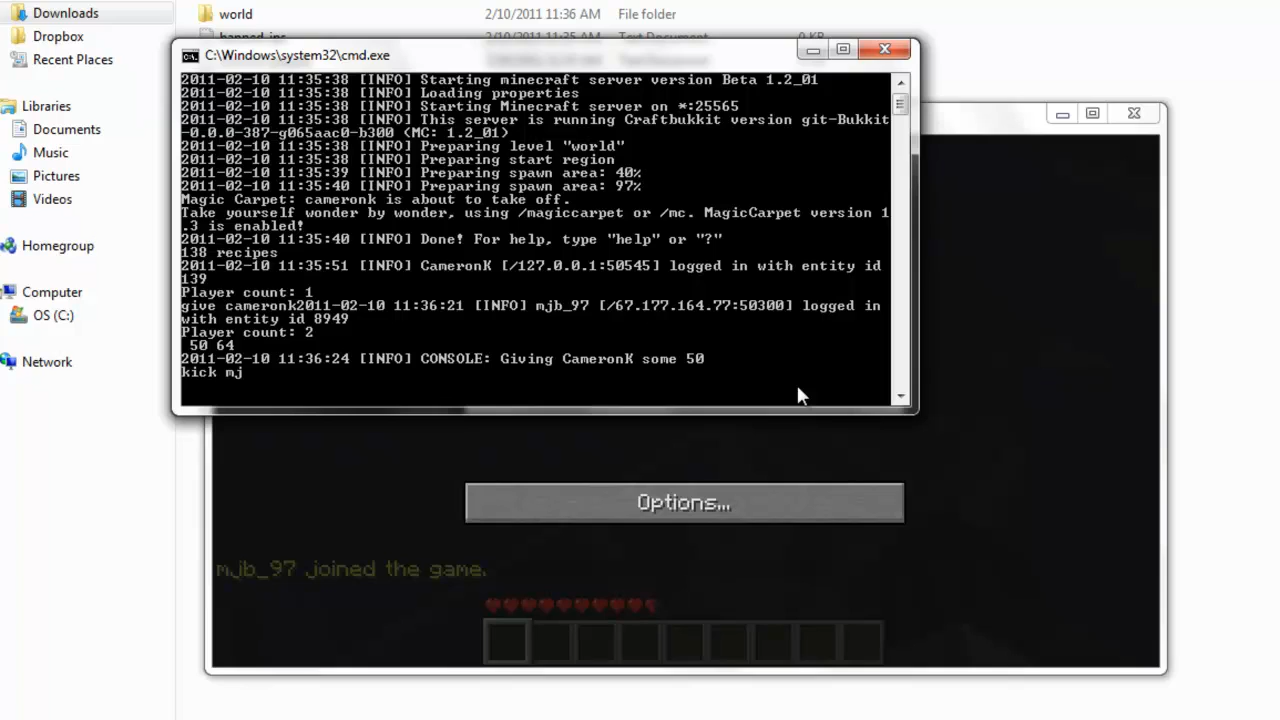 Downloads
Dropbox
Recent Places
Libraries
Documents
Music
Pictures
Videos
Homegroup
Computer
OS (C:)
Network
world 2/10/2011 11:36 AM File folder
C:\Windows\system32\cmd.exe
2011-02-10 11:35:38 [INFO] Starting minecraft server version Beta 1.2_01
2011-02-10 11:35:38 [INFO] Loading properties
2011-02-10 11:35:38 [INFO] Starting Minecraft server on *:25565
2011-02-10 11:35:38 [INFO] This server is running Craftbukkit version git-Bukkit
-0.0.0-387-g065aac0-b300 (MC: 1.2_01)
2011-02-10 11:35:38 [INFO] Preparing level "world"
2011-02-10 11:35:38 [INFO] Preparing start region
2011-02-10 11:35:39 [INFO] Preparing spawn area: 40%
2011-02-10 11:35:40 [INFO] Preparing spawn area: 97%
Magic Carpet: cameronk is about to take off.
Take yourself wonder by wonder, using /magiccarpet or /mc. MagicCarpet version 1
.3 is enabled!
2011-02-10 11:35:40 [INFO] Done! For help, type "help" or "?"
138 recipes
2011-02-10 11:35:51 [INFO] CameronK [/127.0.0.1:50545] logged in with entity id
139
Player count: 1
give cameronk2011-02-10 11:36:21 [INFO] mjb_97 [/67.177.164.77:50300] logged in
with entity id 8949
Player count: 2
50 64
2011-02-10 11:36:24 [INFO] CONSOLE: Giving CameronK some 50
kick mj
Options...
mjb_97 joined the game.